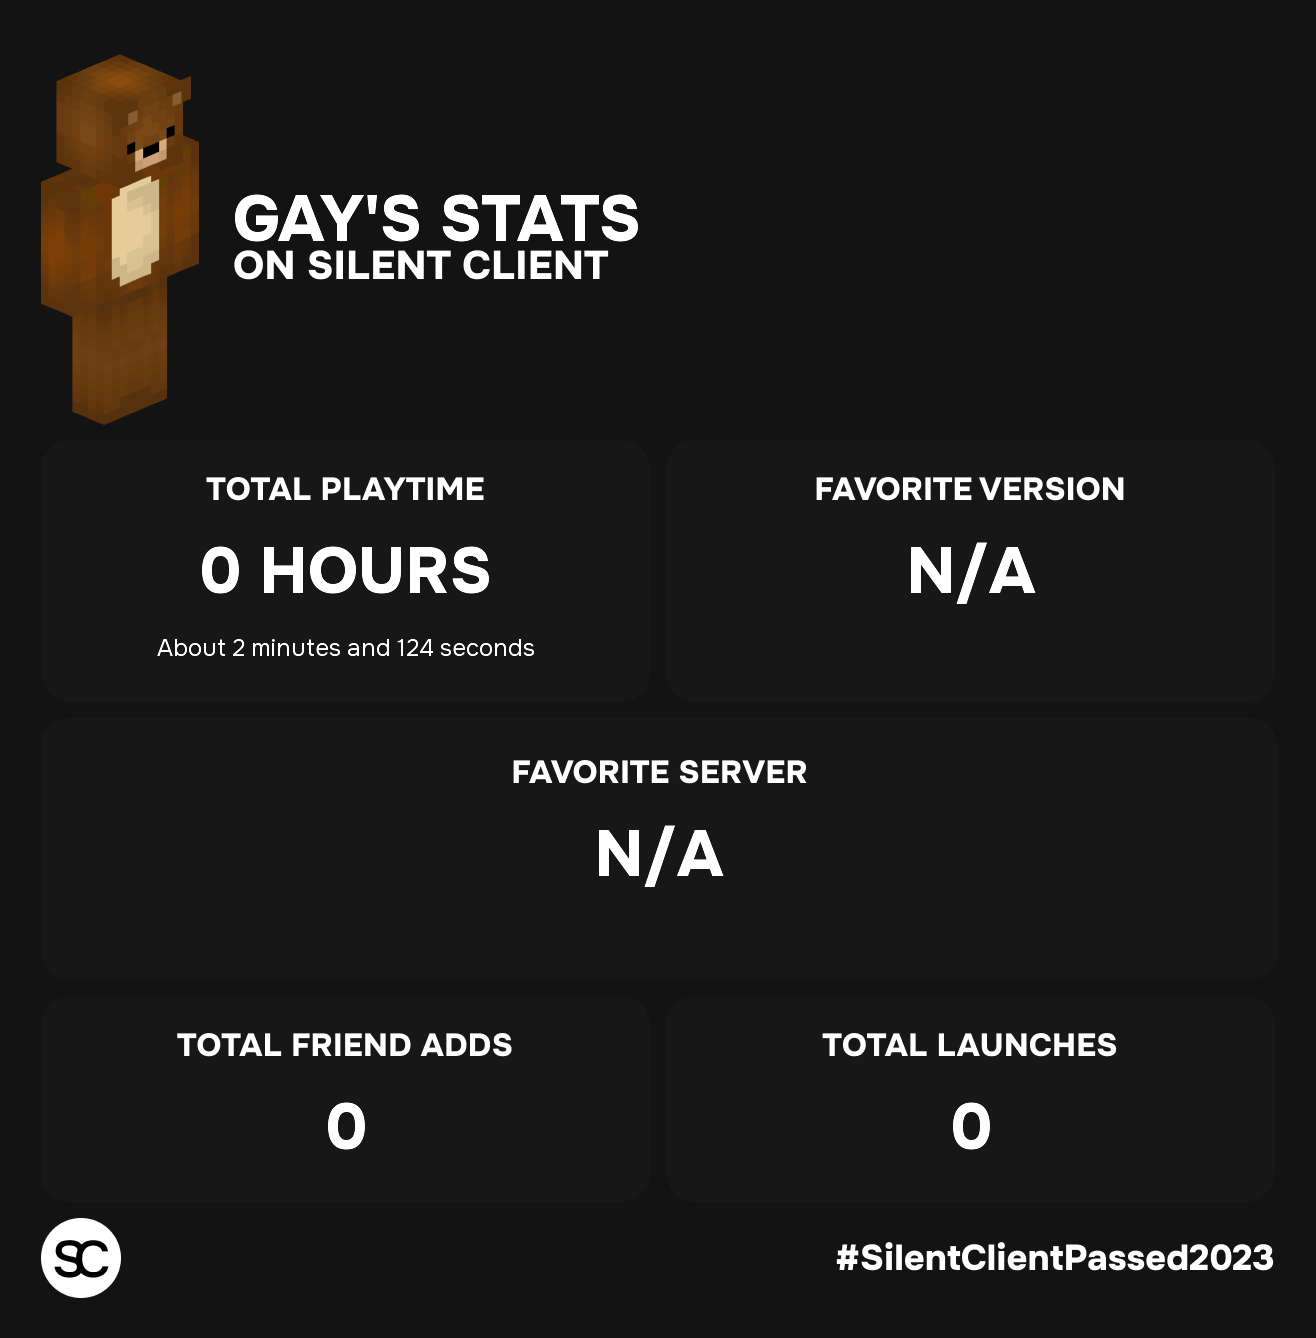 GAY'S STATS
ON SILENT CLIENT
TOTAL PLAYTIME
0 HOURS
About 2 minutes and 124 seconds
FAVORITE VERSION
N/A
FAVORITE SERVER
N/A
TOTAL FRIEND ADDS
0
TOTAL LAUNCHES
0
SC
#SilentClientPassed2023